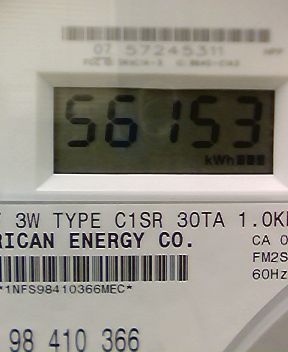 07 57245311
56153
kWh
3W TYPE C1SR 30TA 1.0K
RICAN ENERGY CO.
CA 0
FM2S
60Hz
*1NFS98410366MEC*
98 410 366